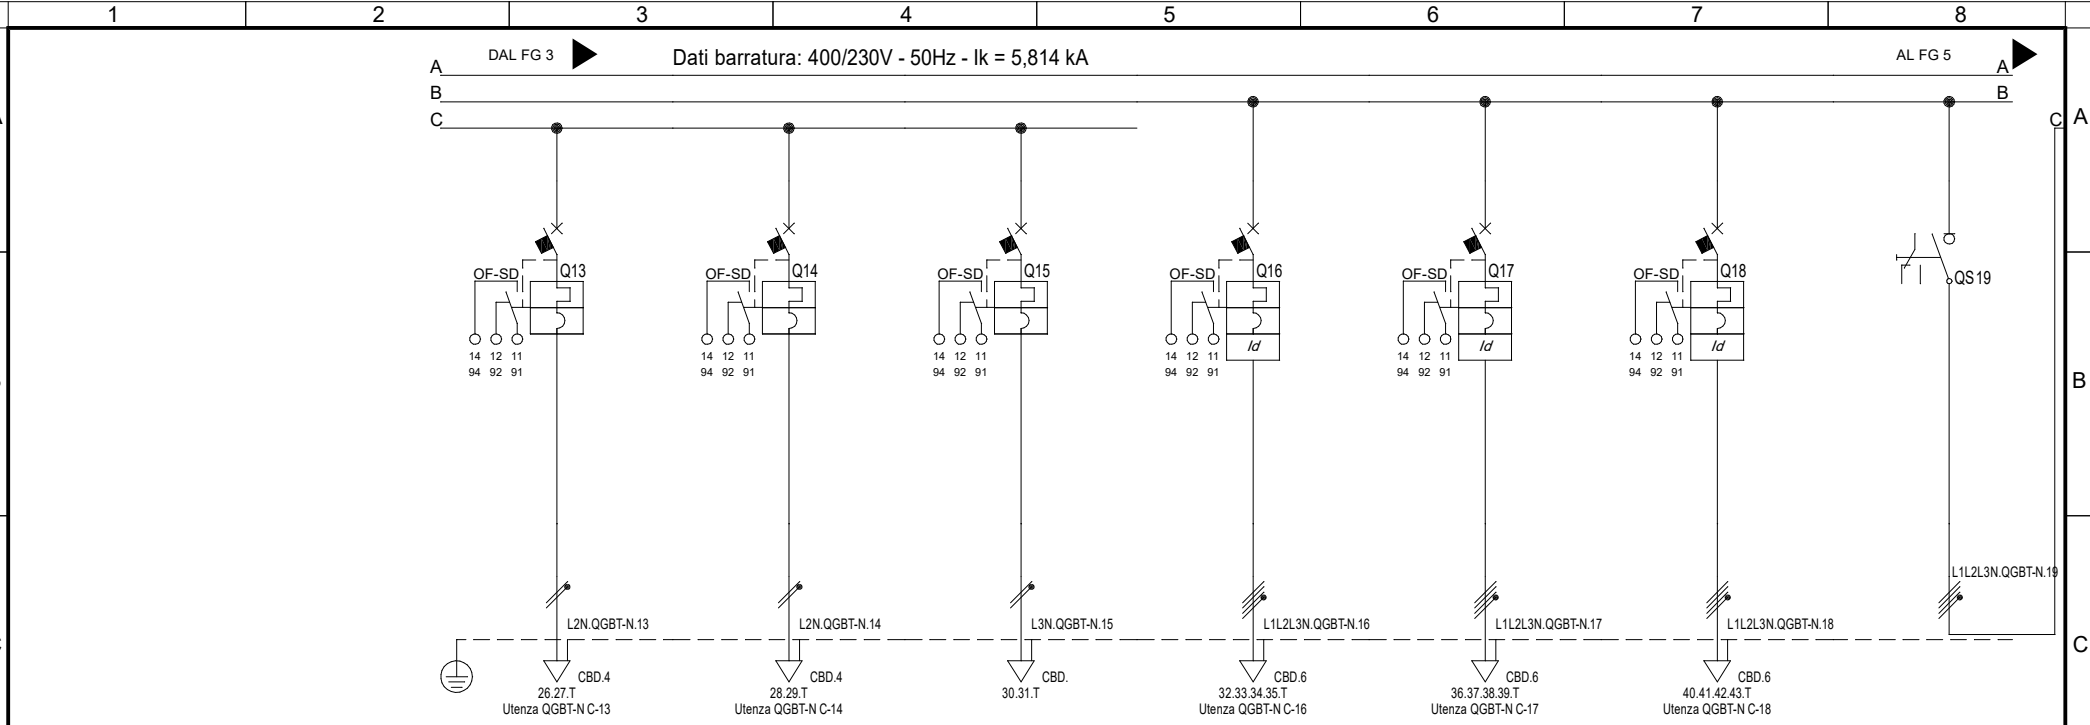 1 2 3 4 5 6 7 8
DAL FG 3 Dati barratura: 400/230V - 50Hz - Ik = 5,814 kA AL FG 5
A A
B B
C C A
OF-SD Q13 OF-SD Q14 OF-SD Q15 OF-SD Q16 OF-SD Q17 OF-SD Q18 QS19
Id Id Id
14 12 11 14 12 11 14 12 11 14 12 11 14 12 11 14 12 11
94 92 91 94 92 91 94 92 91 94 92 91 94 92 91 94 92 91
B
L1L2L3N.QGBT-N.19
L2N.QGBT-N.13 L2N.QGBT-N.14 L3N.QGBT-N.15 L1L2L3N.QGBT-N.16 L1L2L3N.QGBT-N.17 L1L2L3N.QGBT-N.18
C
CBD.4 CBD.4 CBD. CBD.6 CBD.6 CBD.6
26.27.T 28.29.T 30.31.T 32.33.34.35.T 36.37.38.39.T 40.41.42.43.T
Utenza QGBT-N C-13 Utenza QGBT-N C-14 Utenza QGBT-N C-16 Utenza QGBT-N C-17 Utenza QGBT-N C-18